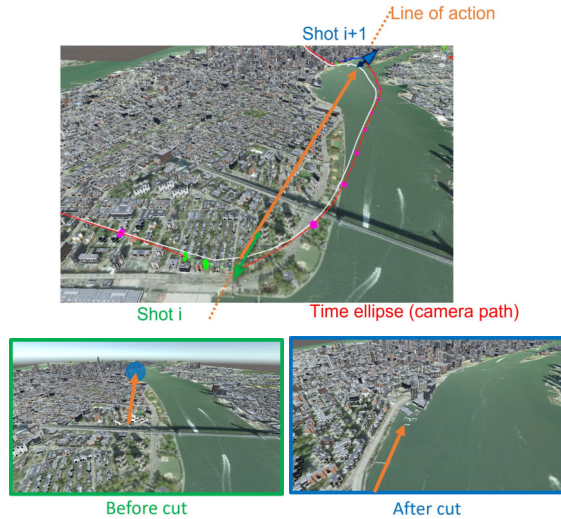 Line of action
Shot i+1
Shot i
Time ellipse (camera path)
Before cut
After cut